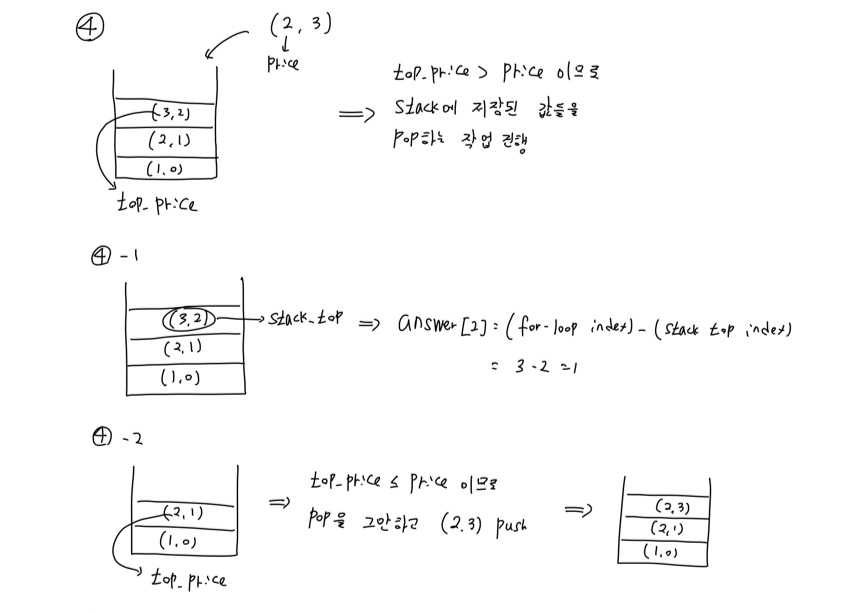 ④
(2, 3)
price
(3,2)
(2,1)
(1,0)
top_price
=> top_price > price 이므로
stack에 저장된 값들을
pop하는 작업 진행
④-1
(3,2)
(2,1)
(1,0)
stack_top => answer[2] = (for-loop index) - (stack top index)
= 3-2 =1
④-2
(2,1)
(1,0)
top_price
=> top_price ≤ price 이므로
pop을 그만하고 (2.3) push
=>
(2,3)
(2,1)
(1,0)